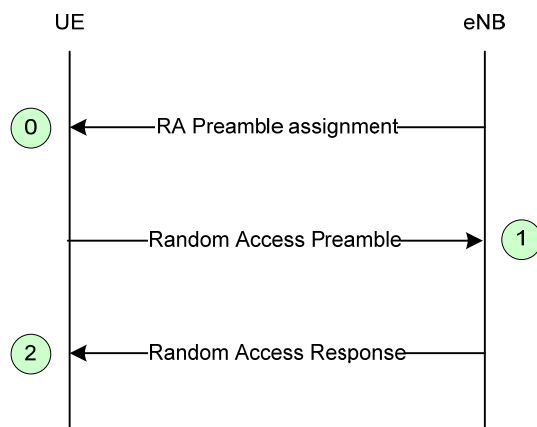 UE
eNB
0
RA Preamble assignment
Random Access Preamble
1
2
Random Access Response